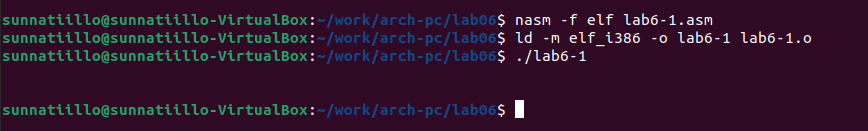 sunnatiillo@sunnatiillo-VirtualBox:~/work/arch-pc/lab06$ nasm -f elf lab6-1.asm
sunnatiillo@sunnatiillo-VirtualBox:~/work/arch-pc/lab06$ ld -m elf_i386 -o lab6-1 lab6-1.o
sunnatiillo@sunnatiillo-VirtualBox:~/work/arch-pc/lab06$ ./lab6-1
sunnatiillo@sunnatiillo-VirtualBox:~/work/arch-pc/lab06$